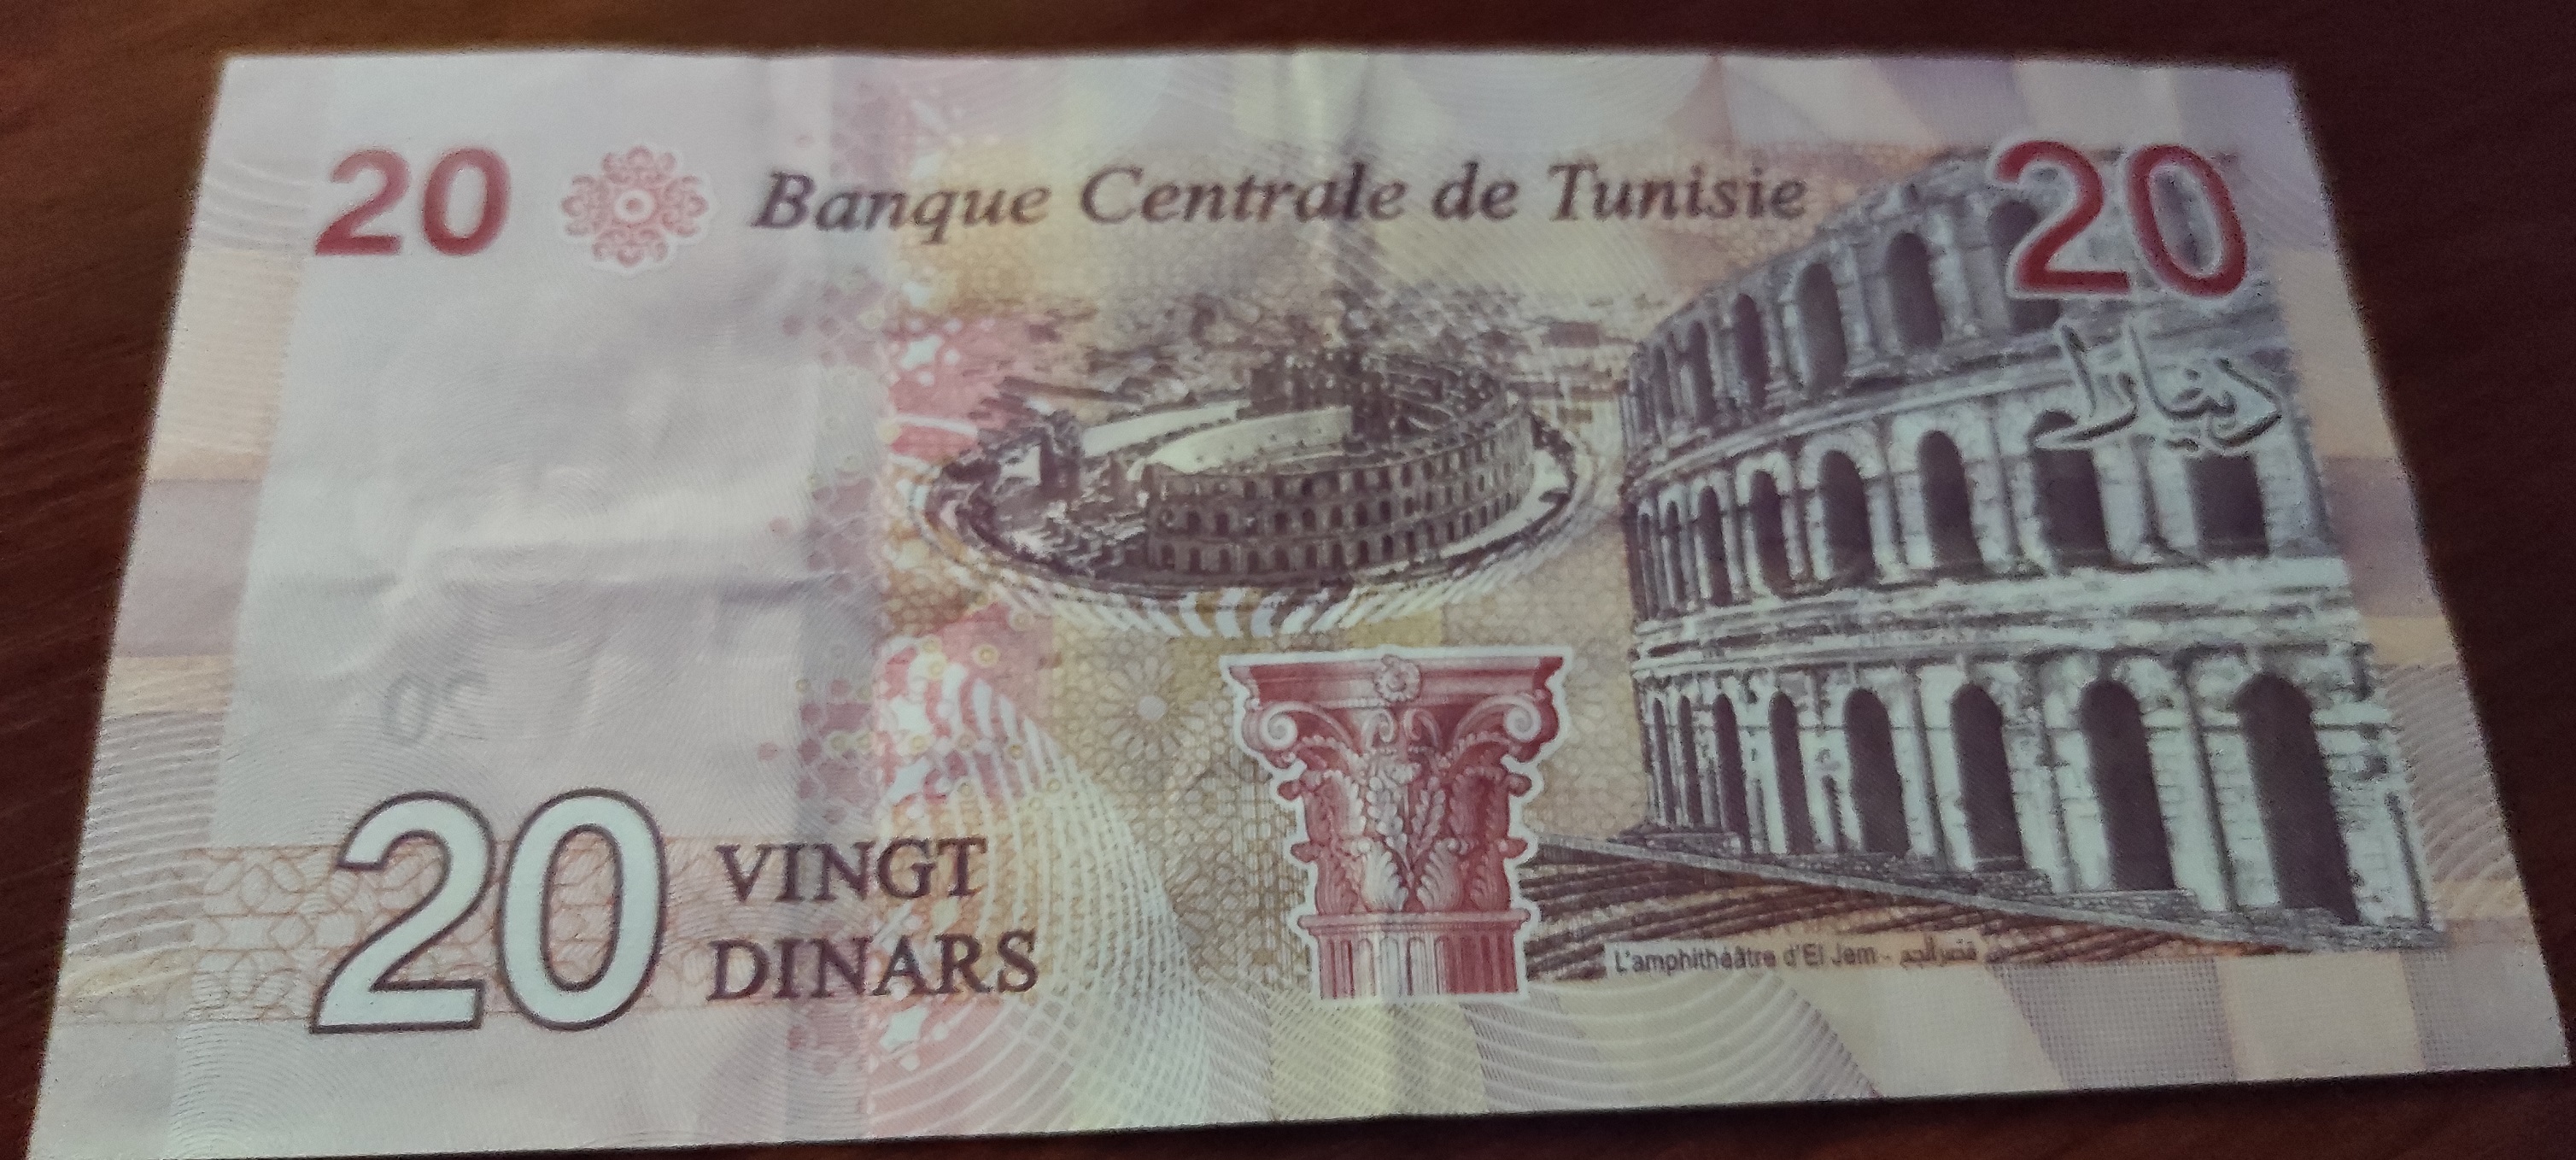 20 Banque Centrale de Tunisie 20
دينارا
20 VINGT
DINARS
L'amphithéâtre d'El Jem - قصر الجم